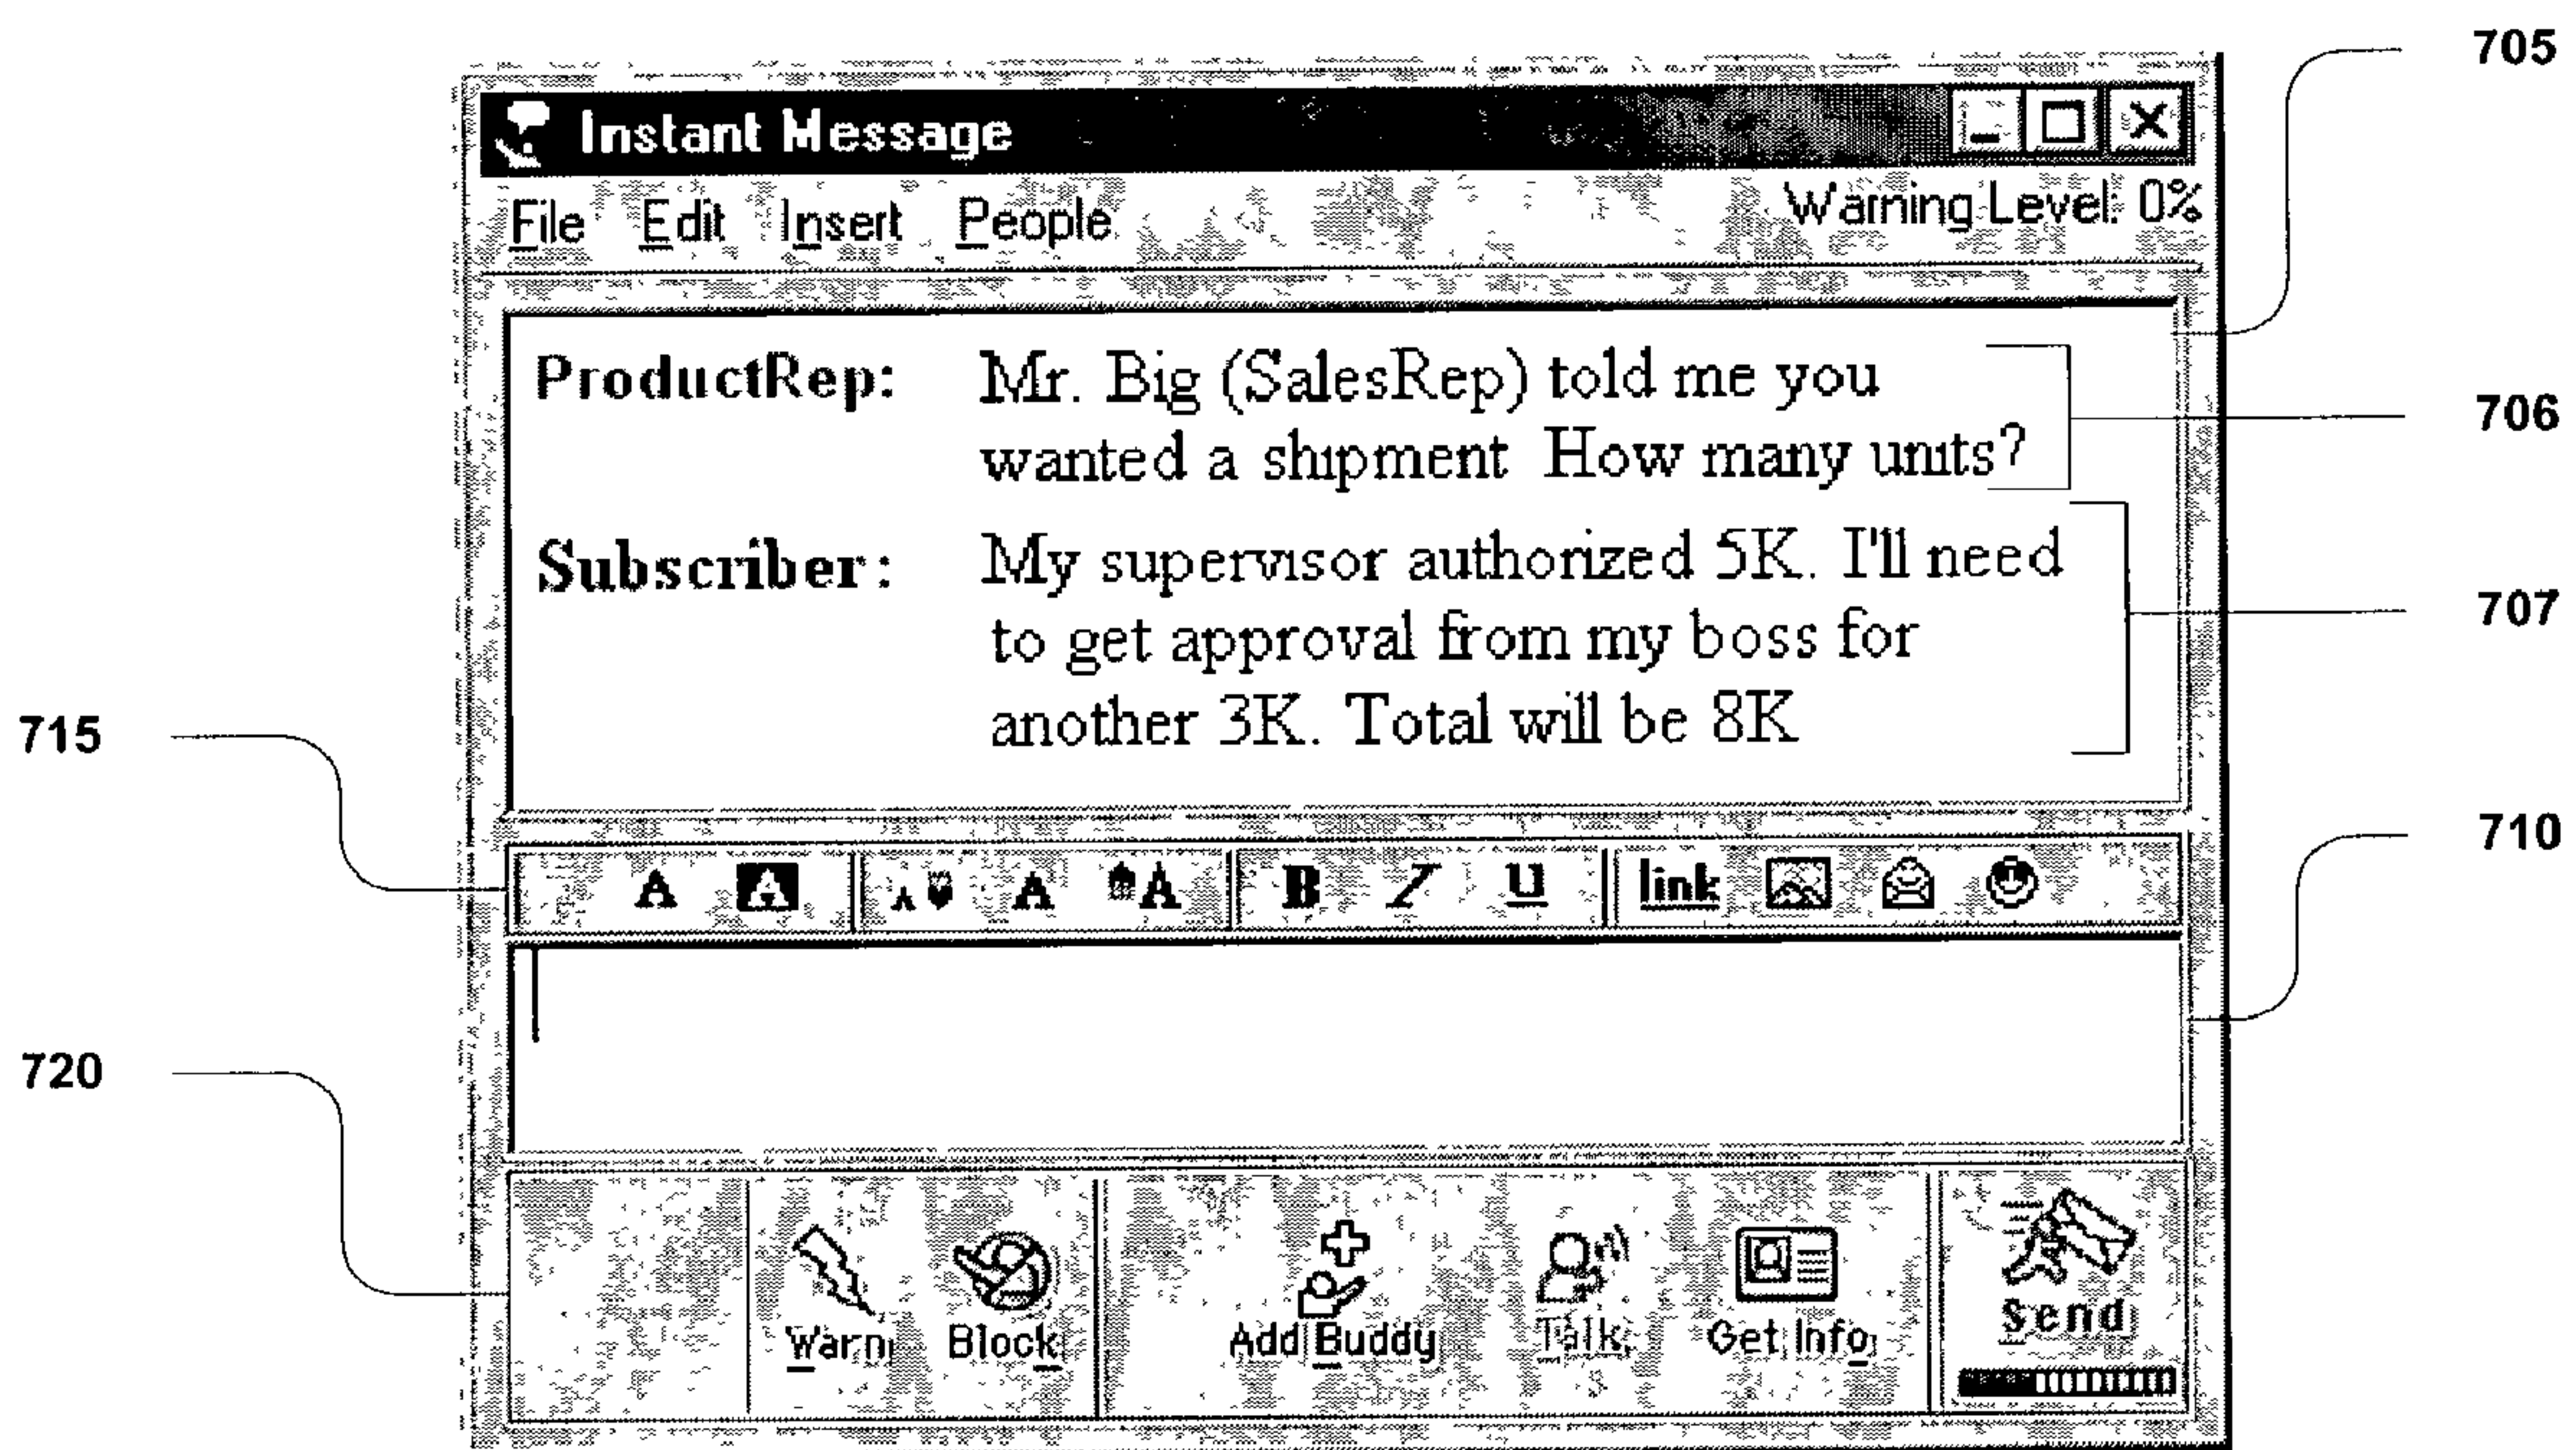 705
Instant Message
File Edit Insert People Warning Level: 0%
ProductRep: Mr. Big (SalesRep) told me you
wanted a shipment How many units?
706
Subscriber: My supervisor authorized 5K. I'll need
to get approval from my boss for
another 3K. Total will be 8K
707
715
710
A A A A A B I U link
720
Warn Block Add Buddy Talk Get Info Send